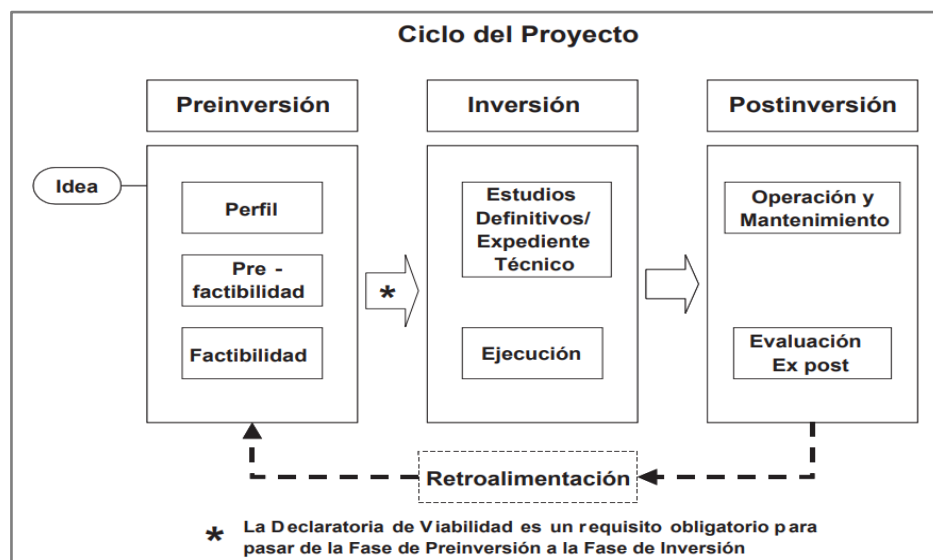 Ciclo del Proyecto
Preinversión
Inversión
Postinversión
Idea
Perfil
Pre -
factibilidad
Factibilidad
*
Estudios
Definitivos/
Expediente
Técnico
Ejecución
Operación y
Mantenimiento
Evaluación
Ex post
Retroalimentación
* La Declaratoria de Viabilidad es un requisito obligatorio para
pasar de la Fase de Preinversión a la Fase de Inversión